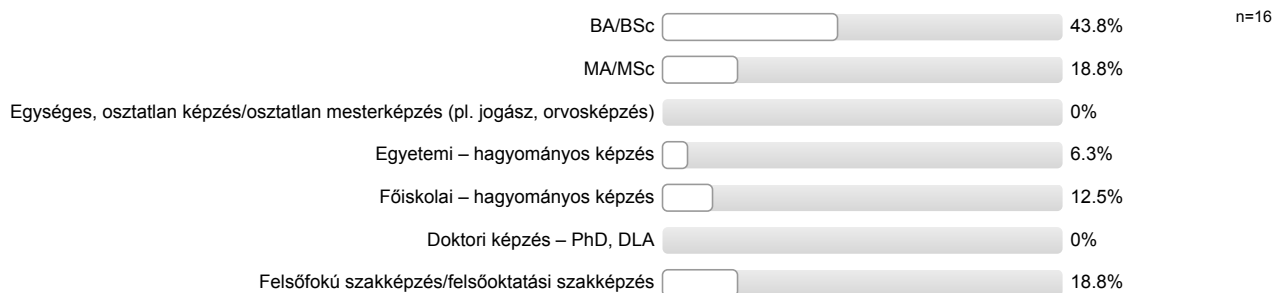 BA/BSc 43.8% n=16
MA/MSc 18.8%
Egységes, osztatlan képzés/osztatlan mesterképzés (pl. jogász, orvosképzés) 0%
Egyetemi – hagyományos képzés 6.3%
Főiskolai – hagyományos képzés 12.5%
Doktori képzés – PhD, DLA 0%
Felsőfokú szakképzés/felsőoktatási szakképzés 18.8%